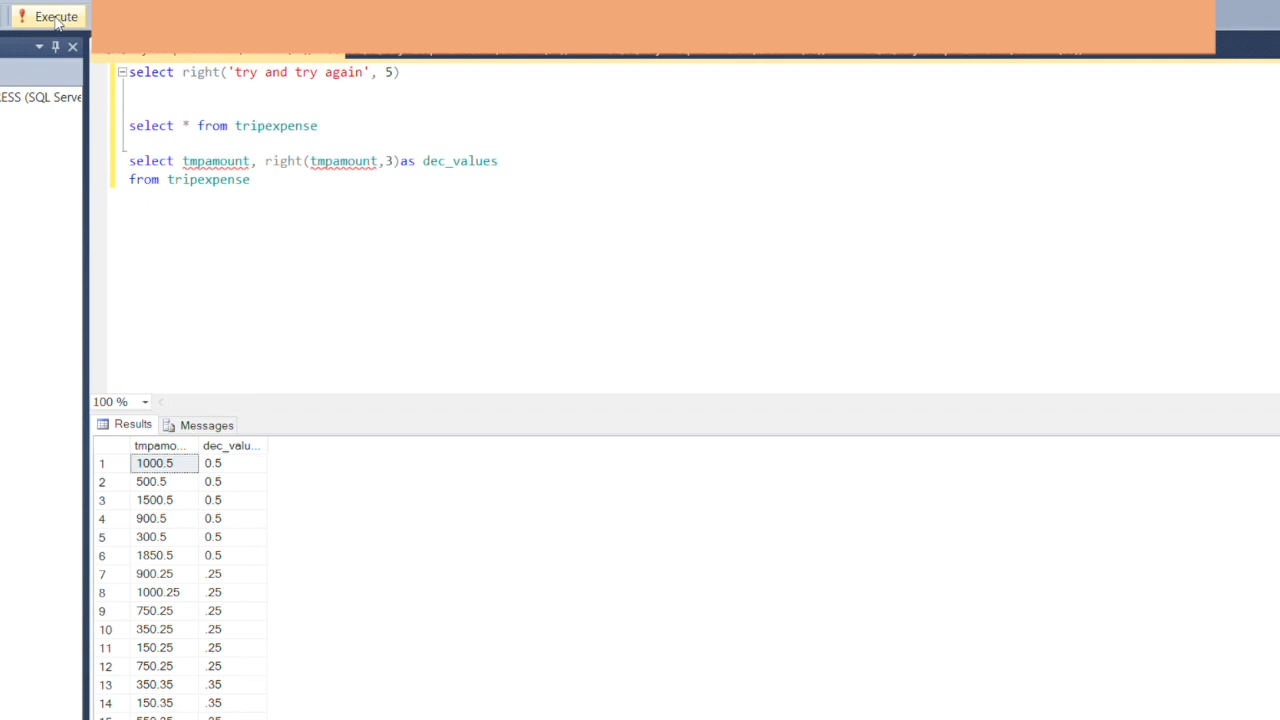 Execute
ESS (SQL Serve
select right('try and try again', 5)
select * from tripexpense
select tmpamount, right(tmpamount,3)as dec_values
from tripexpense
100 %
Results Messages
tmpamo... dec_valu...
1 1000.5 0.5
2 500.5 0.5
3 1500.5 0.5
4 900.5 0.5
5 300.5 0.5
6 1850.5 0.5
7 900.25 .25
8 1000.25 .25
9 750.25 .25
10 350.25 .25
11 150.25 .25
12 750.25 .25
13 350.35 .35
14 150.35 .35